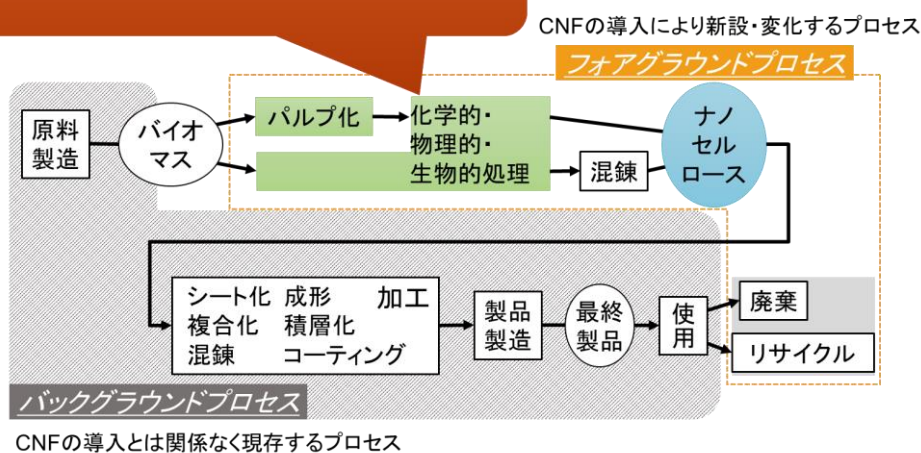 CNFの導入により新設・変化するプロセス
フォアグラウンドプロセス
原料
製造
バイオ
マス
パルプ化
化学的・
物理的・
生物的処理
混錬
ナノ
セル
ロース
シート化 成形 加工
複合化 積層化
混錬 コーティング
製品
製造
最終
製品
使
用
廃棄
リサイクル
バックグラウンドプロセス
CNFの導入とは関係なく現存するプロセス